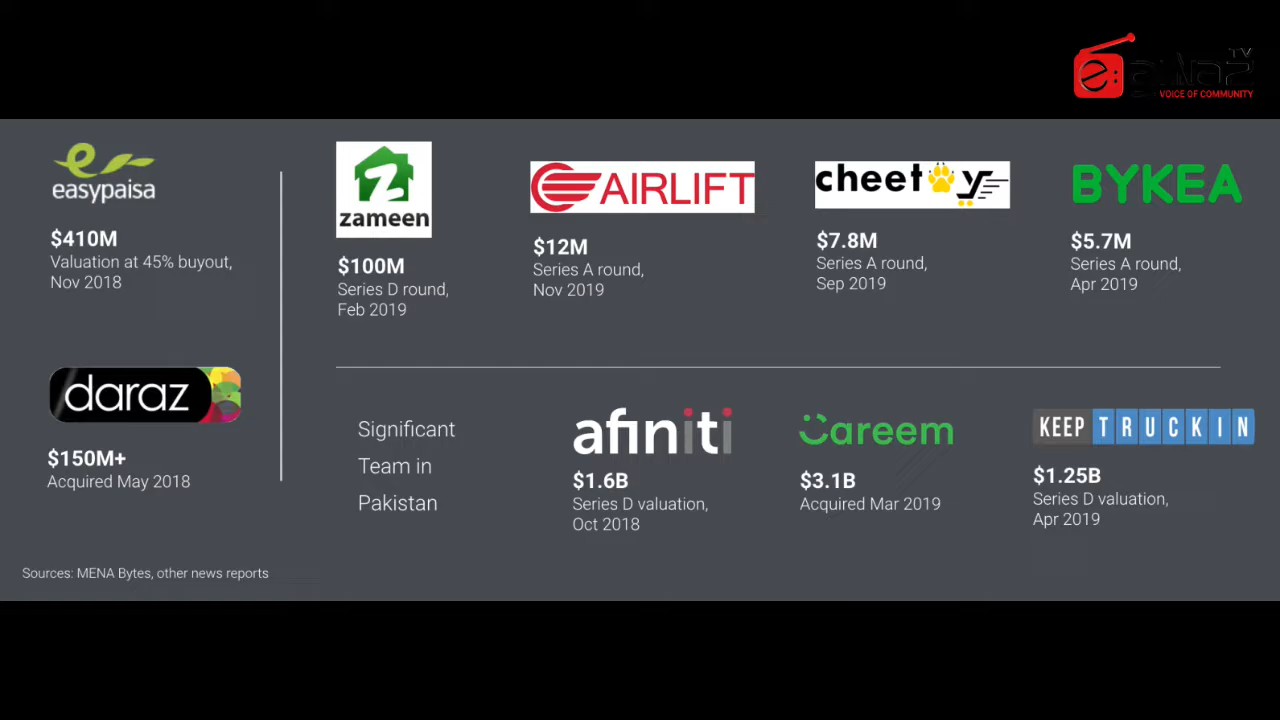 TV
e:awaz
VOICE OF COMMUNITY
easypaisa
$410M
Valuation at 45% buyout,
Nov 2018
daraz
$150M+
Acquired May 2018
zameen
$100M
Series D round,
Feb 2019
AIRLIFT
$12M
Series A round,
Nov 2019
cheetay
$7.8M
Series A round,
Sep 2019
BYKEA
$5.7M
Series A round,
Apr 2019
Significant
Team in
Pakistan
afiniti
$1.6B
Series D valuation,
Oct 2018
Careem
$3.1B
Acquired Mar 2019
KEEP TRUCKIN
$1.25B
Series D valuation,
Apr 2019
Sources: MENA Bytes, other news reports